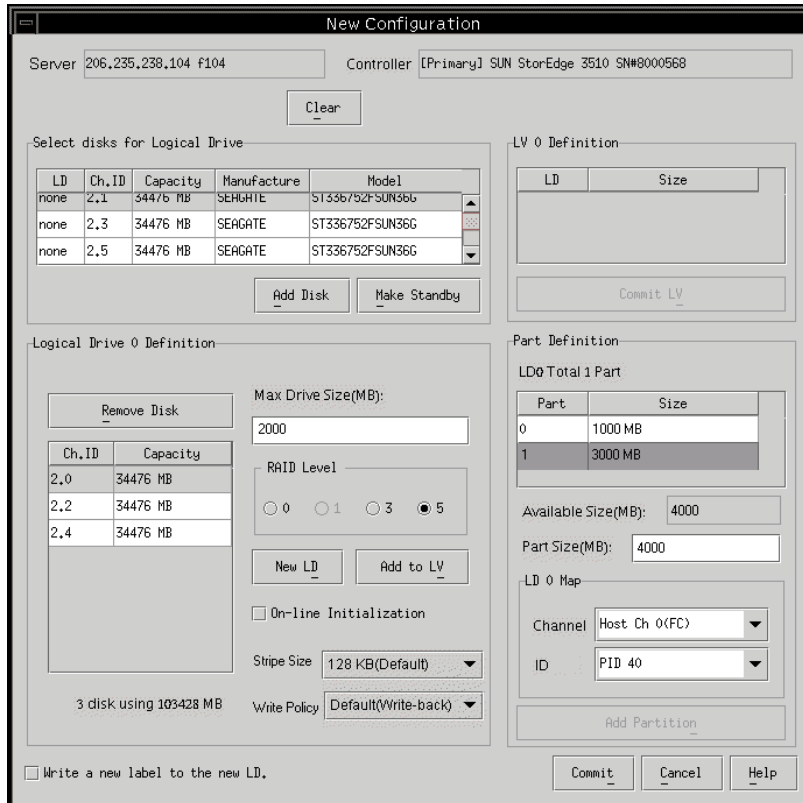 New Configuration
Server 206.235.238.104 f104 Controller [Primary] SUN StorEdge 3510 SN#8000568
Clear
Select disks for Logical Drive
LD Ch.ID Capacity Manufacture Model
none 2.1 34476 MB SEAGATE ST336752FSUN36G
none 2.3 34476 MB SEAGATE ST336752FSUN36G
none 2.5 34476 MB SEAGATE ST336752FSUN36G
Add Disk Make Standby
LV 0 Definition
LD Size
Commit LV
Logical Drive 0 Definition
Remove Disk
Ch.ID Capacity
2.0 34476 MB
2.2 34476 MB
2.4 34476 MB
3 disk using 103428 MB
Max Drive Size(MB):
2000
RAID Level
0 1 3 5
New LD Add to LV
On-line Initialization
Stripe Size 128 KB(Default)
Write Policy Default(Write-back)
Part Definition
LD0 Total 1 Part
Part Size
0 1000 MB
1 3000 MB
Available Size(MB): 4000
Part Size(MB): 4000
LD 0 Map
Channel Host Ch 0(FC)
ID PID 40
Add Partition
Write a new label to the new LD.
Commit Cancel Help